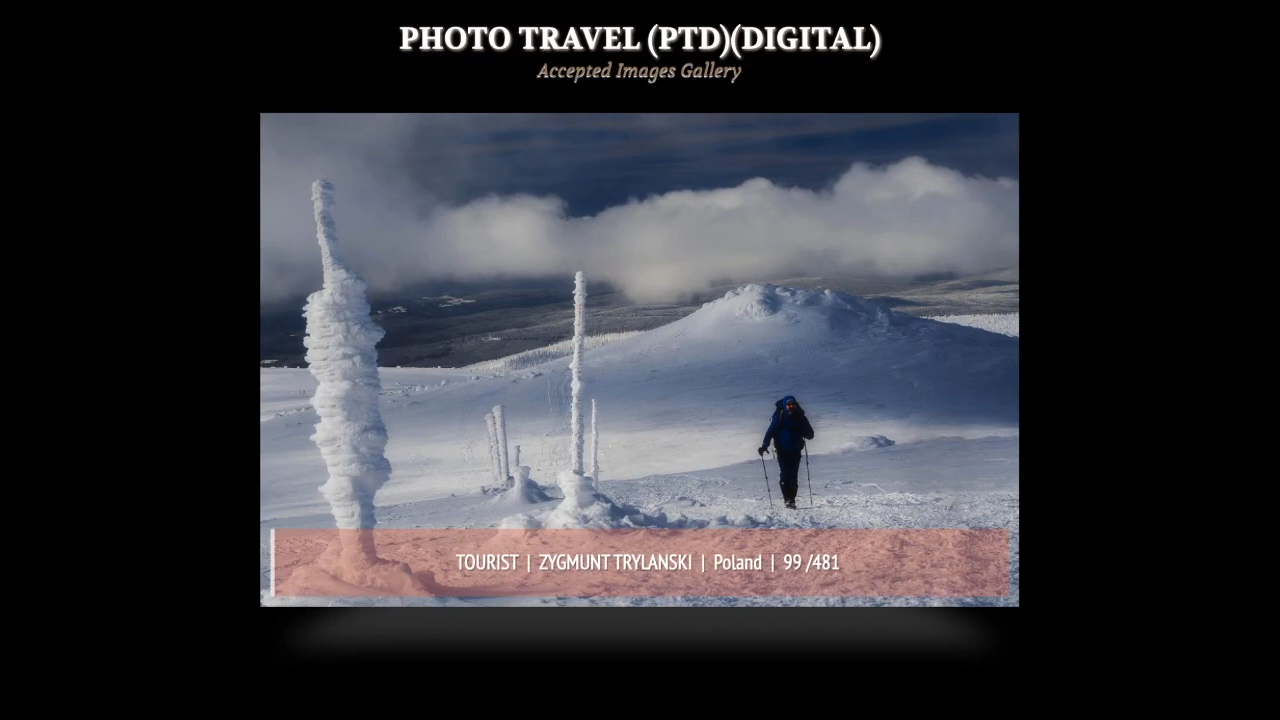 PHOTO TRAVEL (PTD)(DIGITAL)
Accepted Images Gallery
TOURIST | ZYGMUNT TRYLANSKI | Poland | 99 /481